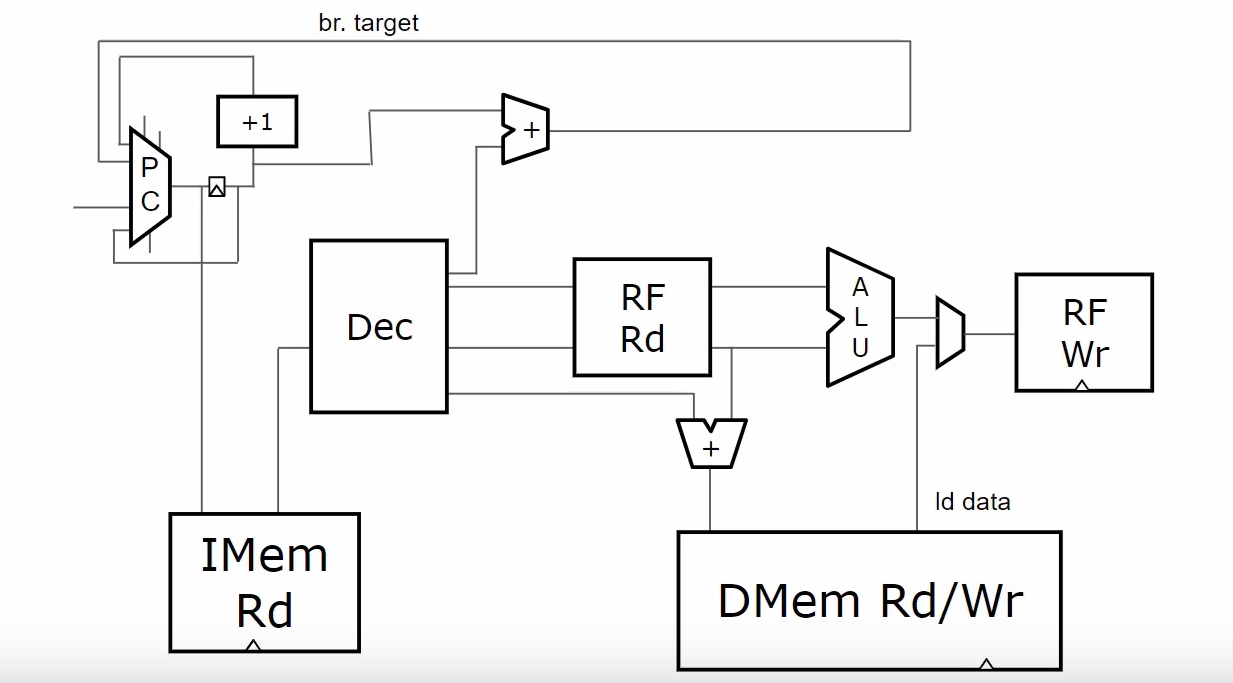 br. target
+1
+
P
C
Dec
RF
Rd
A
L
U
RF
Wr
+
ld data
IMem
Rd
DMem Rd/Wr